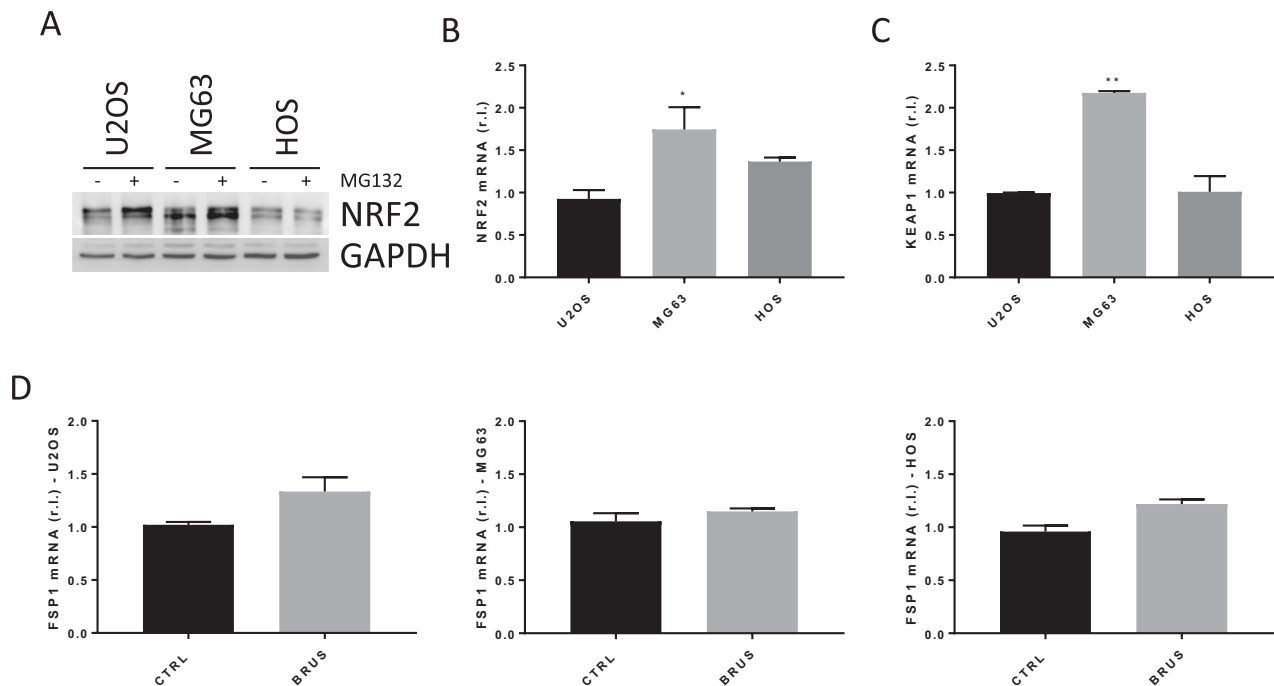 A
U2OS
MG63
HOS
- + - + - + MG132
NRF2
GAPDH
B
NRF2 mRNA (r.l.)
2.5
2.0
1.5
1.0
0.5
0.0
*
U2OS
MG63
HOS
C
KEAP1 mRNA (r.l.)
2.5
2.0
1.5
1.0
0.5
0.0
**
U2OS
MG63
HOS
D
FSP1 mRNA (r.l.) - U2OS
2.0
1.5
1.0
0.5
0.0
CTRL
BRUS
FSP1 mRNA (r.l.) - MG63
2.0
1.5
1.0
0.5
0.0
CTRL
BRUS
FSP1 mRNA (r.l.) - HOS
2.0
1.5
1.0
0.5
0.0
CTRL
BRUS